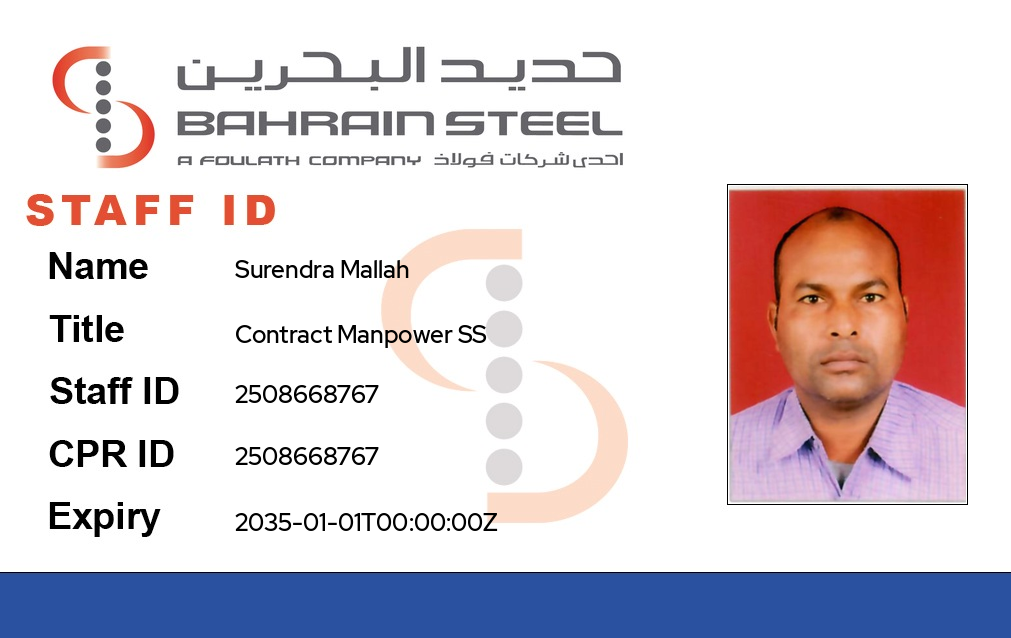 حديد البحرين
BAHRAIN STEEL
A FOULATH COMPANY احدى شركات فولاذ
STAFF ID
Name Surendra Mallah
Title Contract Manpower SS
Staff ID 2508668767
CPR ID 2508668767
Expiry 2035-01-01T00:00:00Z